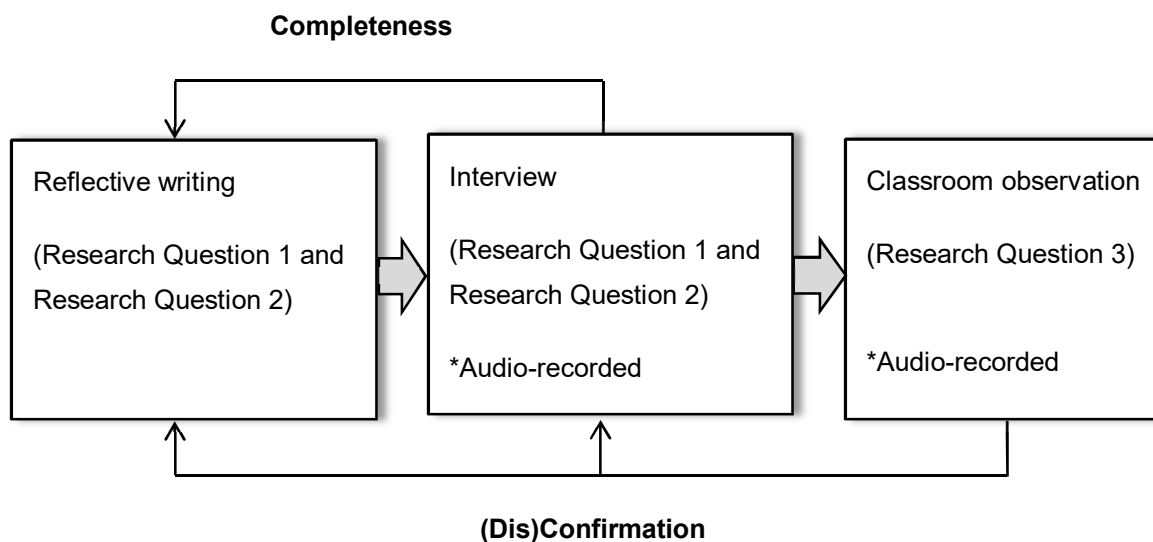 Completeness
Reflective writing
(Research Question 1 and
Research Question 2)
Interview
(Research Question 1 and
Research Question 2)
*Audio-recorded
Classroom observation
(Research Question 3)
*Audio-recorded
(Dis)Confirmation